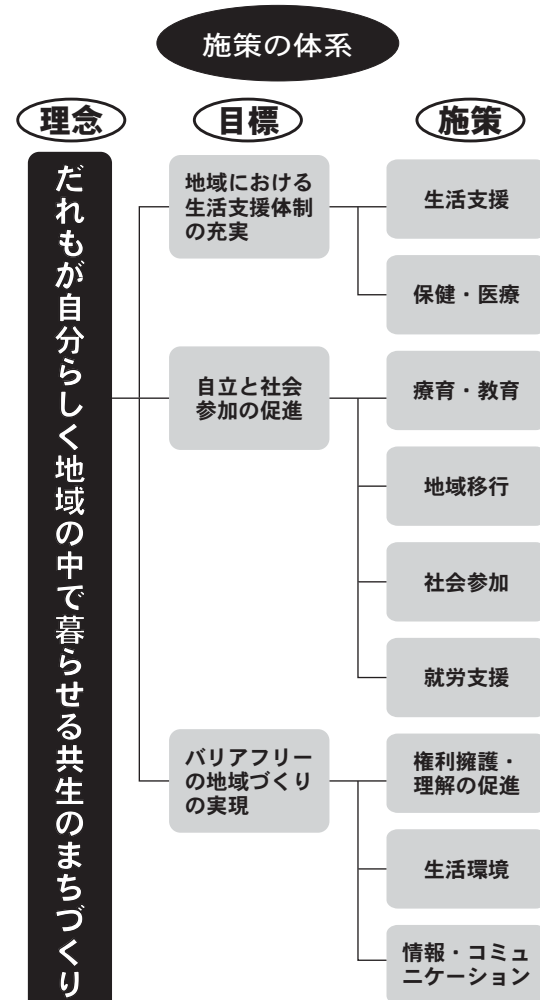 施策の体系
理念
目標
施策
だれもが自分らしく地域の中で暮らせる共生のまちづくり
地域における
生活支援体制
の充実
生活支援
保健・医療
自立と社会
参加の促進
療育・教育
地域移行
社会参加
就労支援
バリアフリー
の地域づくり
の実現
権利擁護・
理解の促進
生活環境
情報・コミュ
ニケーション